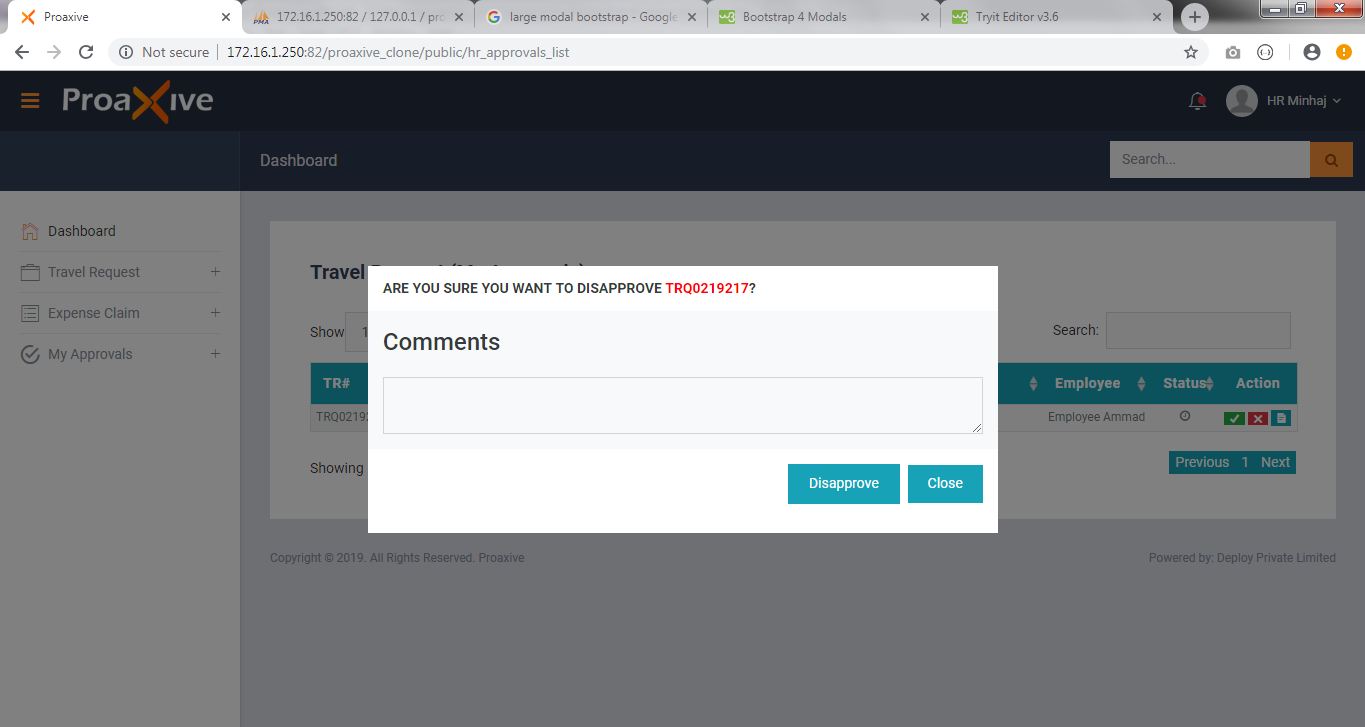 Proaxive
172.16.1.250:82 / 127.0.0.1 / pro
large modal bootstrap - Google
Bootstrap 4 Modals
Tryit Editor v3.6
Not secure
172.16.1.250:82/proaxive_clone/public/hr_approvals_list
ProaXive
HR Minhaj
Dashboard
Search...
Dashboard
Travel Request +
Expense Claim +
My Approvals +
Travel
ARE YOU SURE YOU WANT TO DISAPPROVE TRQ0219217?
Comments
Disapprove
Close
Show 1
Search:
TR#
Employee
Status
Action
TRQ0219
Employee Ammad
Showing
Previous 1 Next
Copyright © 2019. All Rights Reserved. Proaxive
Powered by: Deploy Private Limited